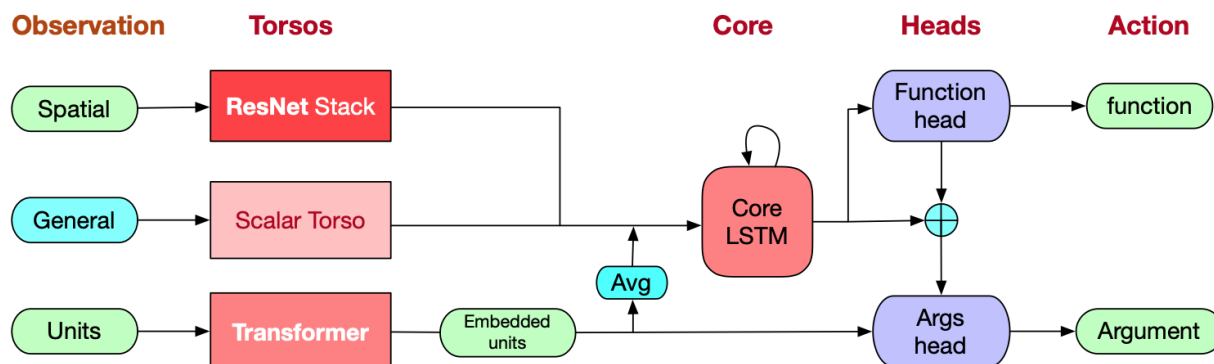 Observation
Torsos
Core
Heads
Action
Spatial
ResNet Stack
Function
head
function
General
Scalar Torso
Core
LSTM
Avg
Units
Transformer
Embedded
units
Args
head
Argument